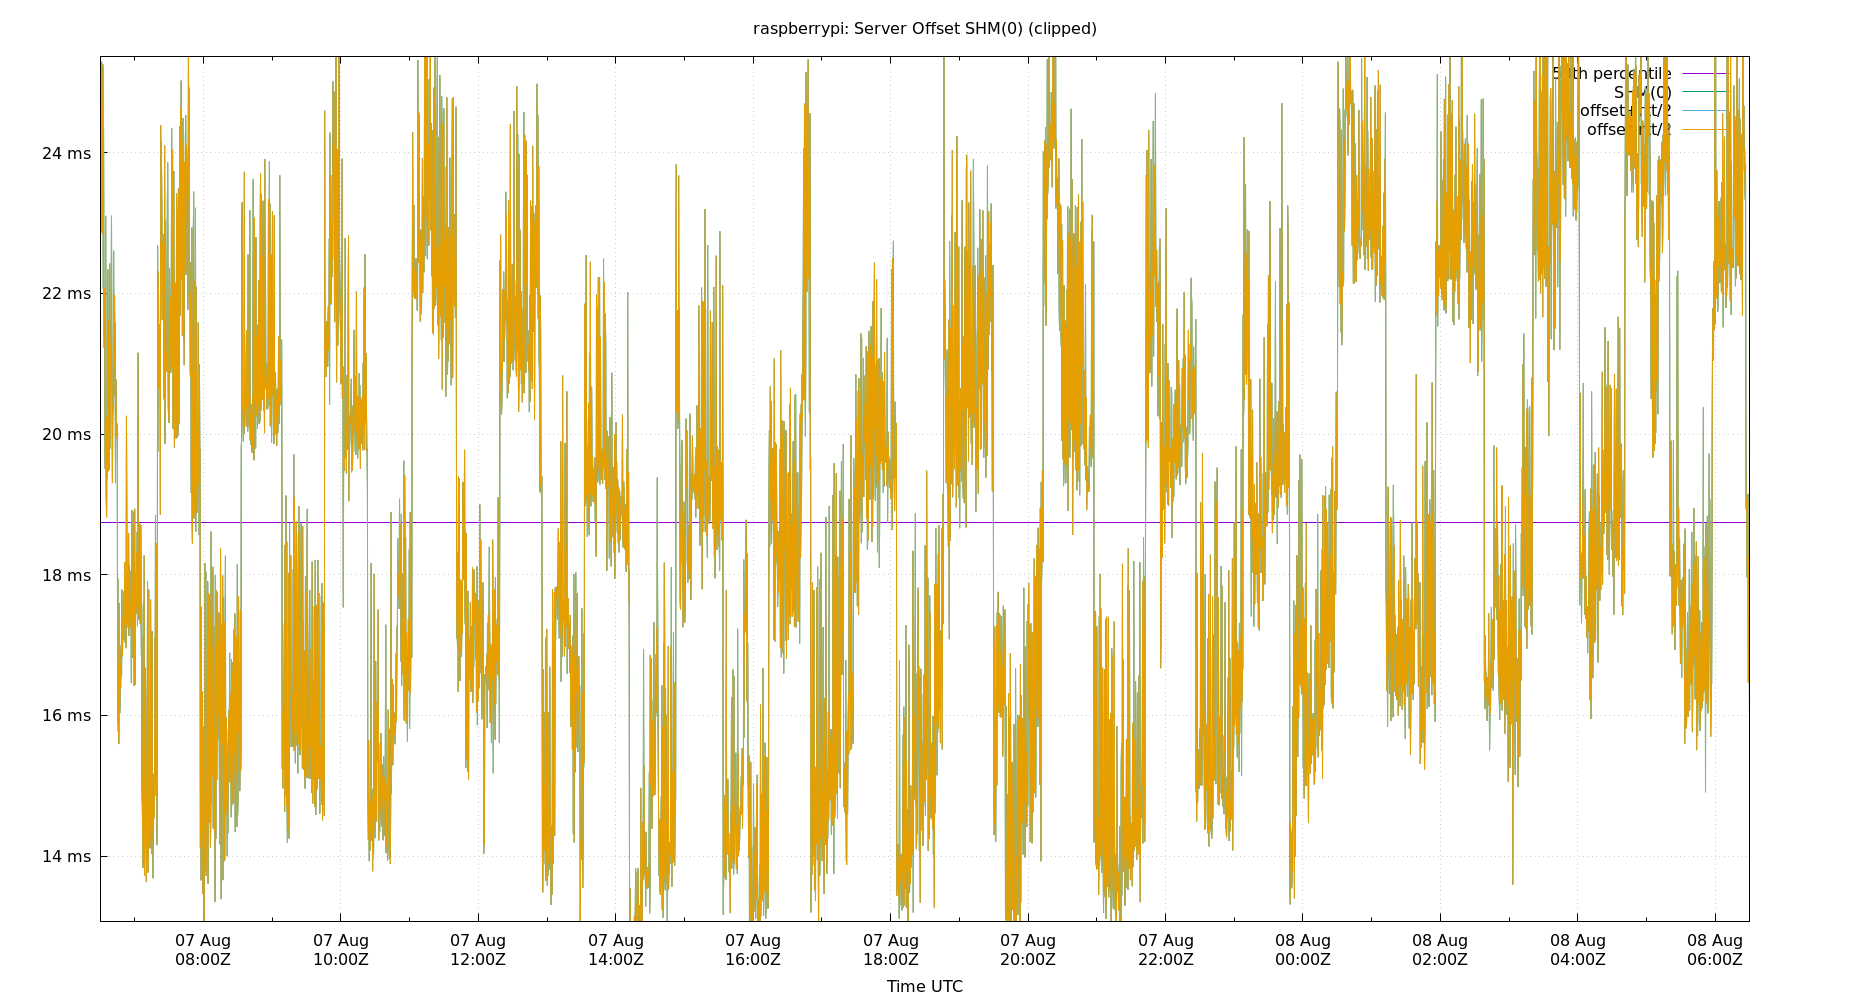 raspberrypi: Server Offset SHM(0) (clipped)
percentile
SHM(0)
24 ms
22 ms
20 ms
18 ms
16 ms
14 ms
07 Aug 07 Aug 07 Aug 07 Aug 07 Aug 07 Aug 07 Aug 07 Aug 08 Aug 08 Aug 08 Aug 08 Aug
08:00Z 10:00Z 12:00Z 14:00Z 16:00Z 18:00Z 20:00Z 22:00Z 00:00Z 02:00Z 04:00Z 06:00Z
Time UTC